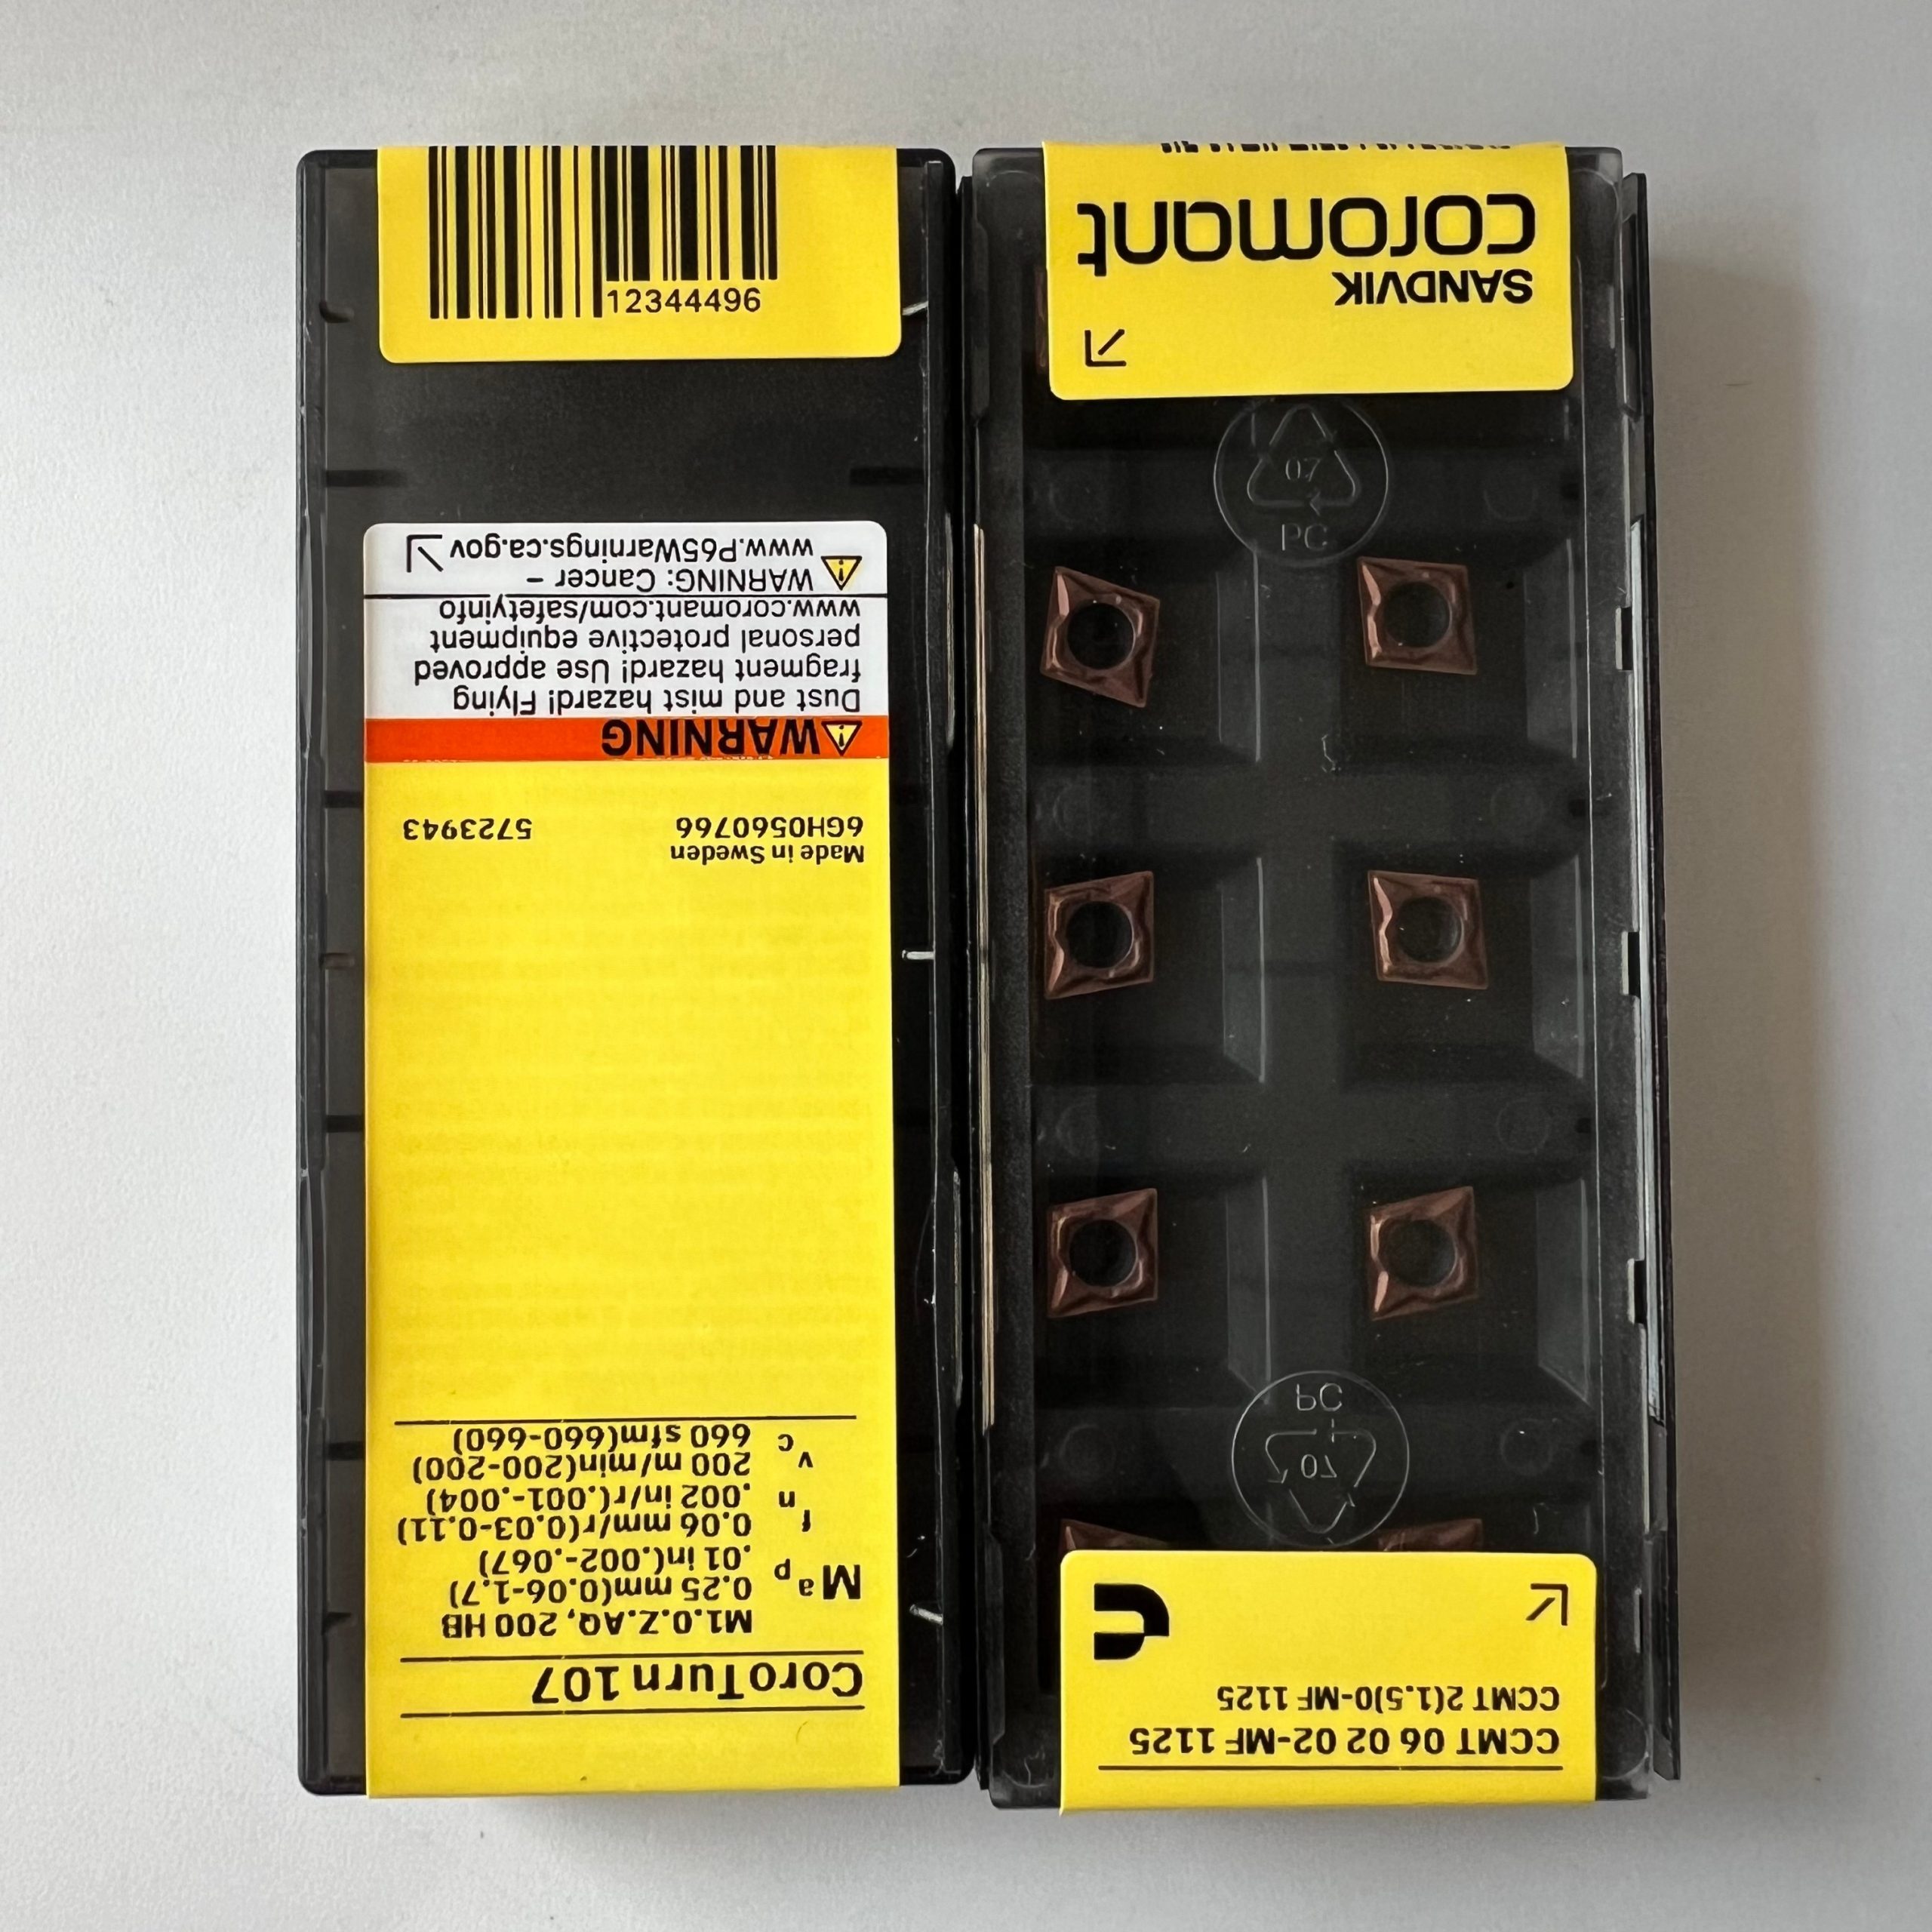 CoroTurn 107
M1.0.Z.AQ, 200 HB
M ap 0.25 mm(0.06-1.7)
.01 in(.002-.067)
fn 0.06 mm/r(0.03-0.11)
.002 in/r(.001-.004)
vc 200 m/min(200-200)
660 sfm(660-660)
Made in Sweden
6GH0560766 5723943
WARNING
Dust and mist hazard! Flying
fragment hazard! Use approved
personal protective equipment
www.coromant.com/safetyinfo
WARNING: Cancer -
www.P65Warnings.ca.gov
12344496
CCMT 06 02 02-MF 1125
CCMT 2(1.5)0-MF 1125
07
PC
07
PC
SANDVIK
coromant